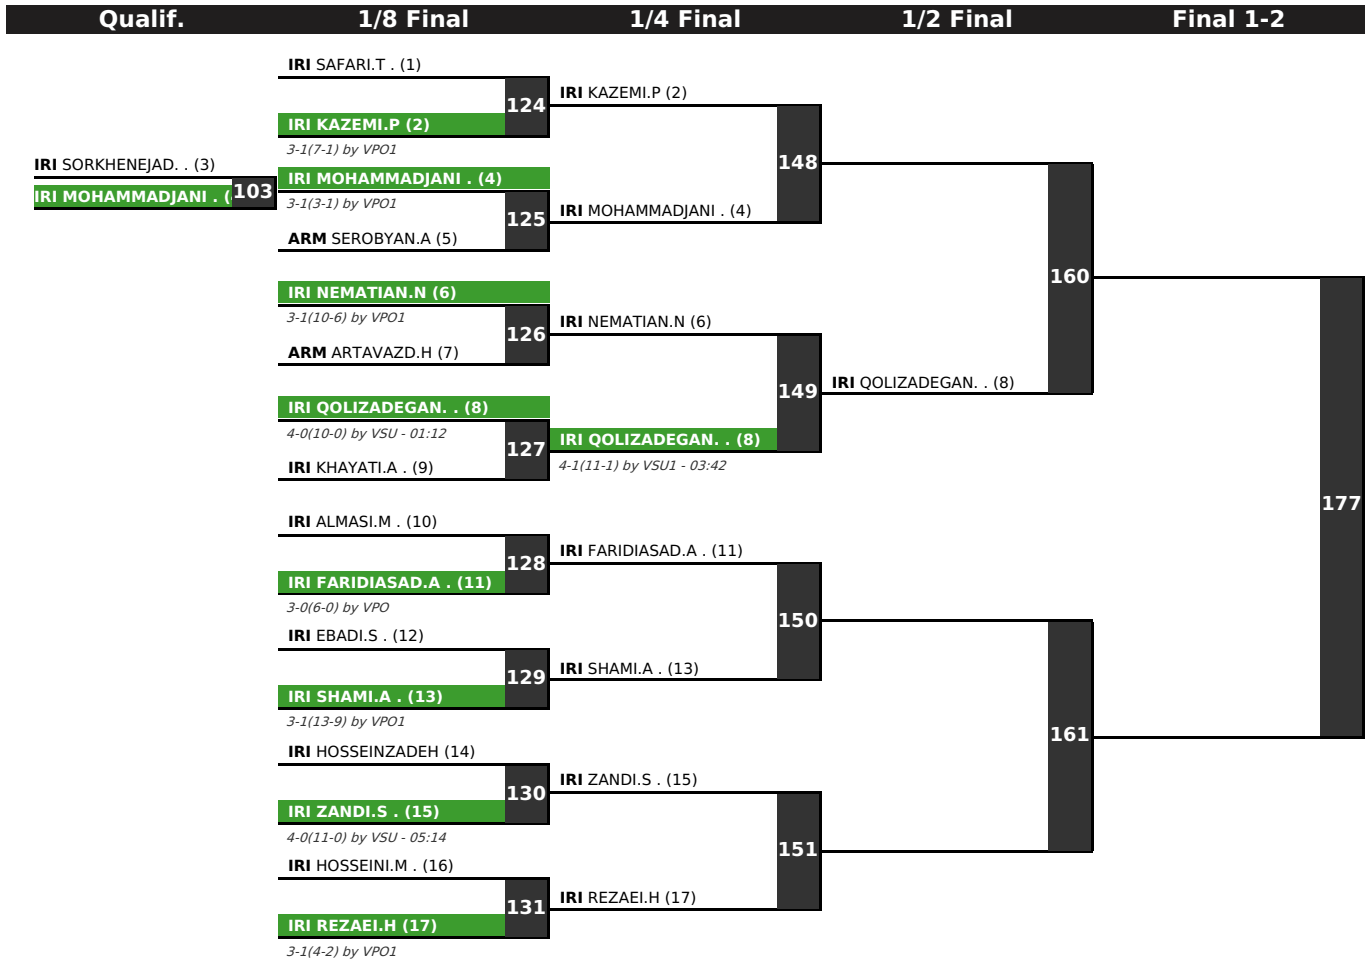 Qualif.
1/8 Final
1/4 Final
1/2 Final
Final 1-2
IRI SORKHENEJAD. . (3)
IRI MOHAMMADJANI . (
103
IRI SAFARI.T . (1)
124
IRI KAZEMI.P (2)
3-1(7-1) by VPO1
IRI MOHAMMADJANI . (4)
3-1(3-1) by VPO1
125
ARM SEROBYAN.A (5)
IRI NEMATIAN.N (6)
3-1(10-6) by VPO1
126
ARM ARTAVAZD.H (7)
IRI QOLIZADEGAN. . (8)
4-0(10-0) by VSU - 01:12
127
IRI KHAYATI.A . (9)
IRI ALMASI.M . (10)
128
IRI FARIDIASAD.A . (11)
3-0(6-0) by VPO
IRI EBADI.S . (12)
129
IRI SHAMI.A . (13)
3-1(13-9) by VPO1
IRI HOSSEINZADEH (14)
130
IRI ZANDI.S . (15)
4-0(11-0) by VSU - 05:14
IRI HOSSEINI.M . (16)
131
IRI REZAEI.H (17)
3-1(4-2) by VPO1
IRI KAZEMI.P (2)
148
IRI MOHAMMADJANI . (4)
IRI NEMATIAN.N (6)
149
IRI QOLIZADEGAN. . (8)
4-1(11-1) by VSU1 - 03:42
IRI FARIDIASAD.A . (11)
150
IRI SHAMI.A . (13)
IRI ZANDI.S . (15)
151
IRI REZAEI.H (17)
160
IRI QOLIZADEGAN. . (8)
161
177